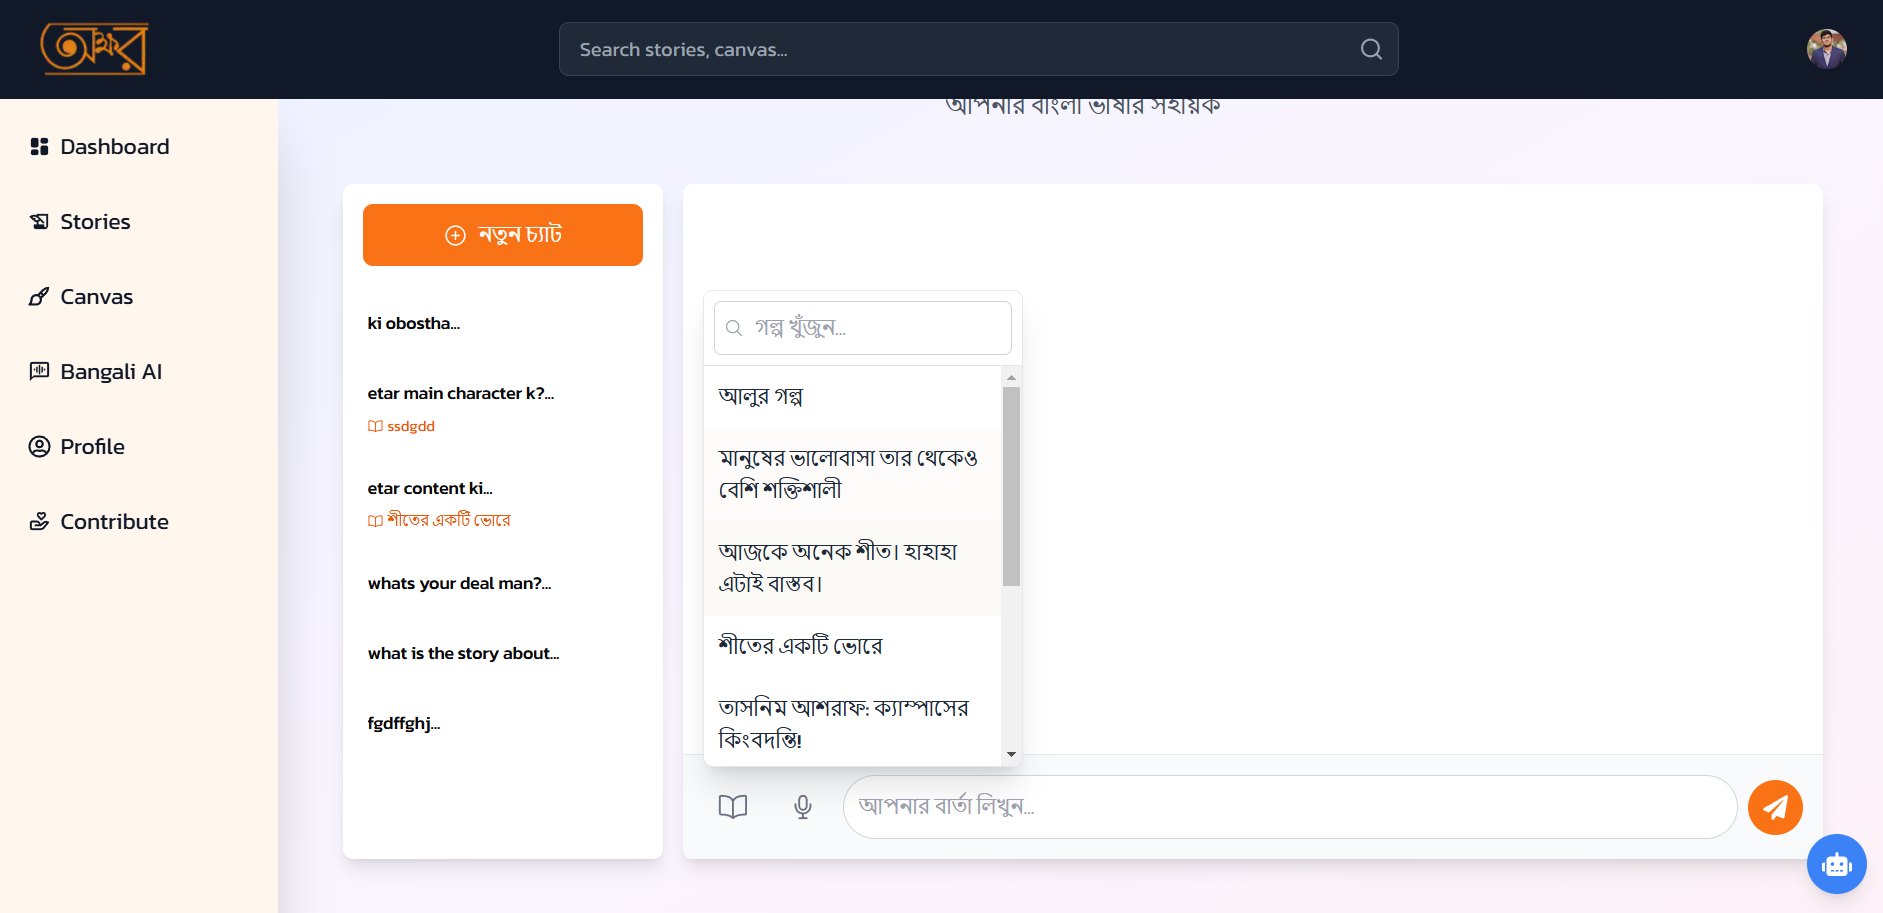 অক্ষর
Search stories, canvas...
আপনার বাংলা ভাষার সহায়ক
Dashboard
Stories
Canvas
Bangali AI
Profile
Contribute
নতুন চ্যাট
ki obostha...
etar main character k?...
ssdgdd
etar content ki...
শীতের একটি ভোরে
whats your deal man?...
what is the story about...
fgdffghj...
গল্প খুঁজুন...
আলুর গল্প
মানুষের ভালোবাসা তার থেকেও
বেশি শক্তিশালী
আজকে অনেক শীত। হাহাহা
এটাই বাস্তব।
শীতের একটি ভোরে
তাসনিম আশরাফ: ক্যাম্পাসের
কিংবদন্তি!
আপনার বার্তা লিখুন...